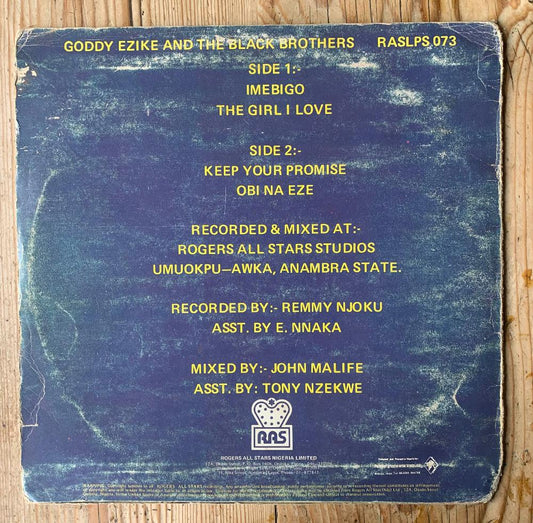 GODDY EZIKE AND THE BLACK BROTHERS RASLPS 073
SIDE 1:-
IMEBIGO
THE GIRL I LOVE
SIDE 2:-
KEEP YOUR PROMISE
OBI NA EZE
RECORDED & MIXED AT:-
ROGERS ALL STARS STUDIOS
UMUOKPU–AWKA, ANAMBRA STATE.
RECORDED BY:- REMMY NJOKU
ASST. BY E. NNAKA
MIXED BY:- JOHN MALIFE
ASST. BY: TONY NZEKWE
RAS
ROGERS ALL STARS NIGERIA LIMITED